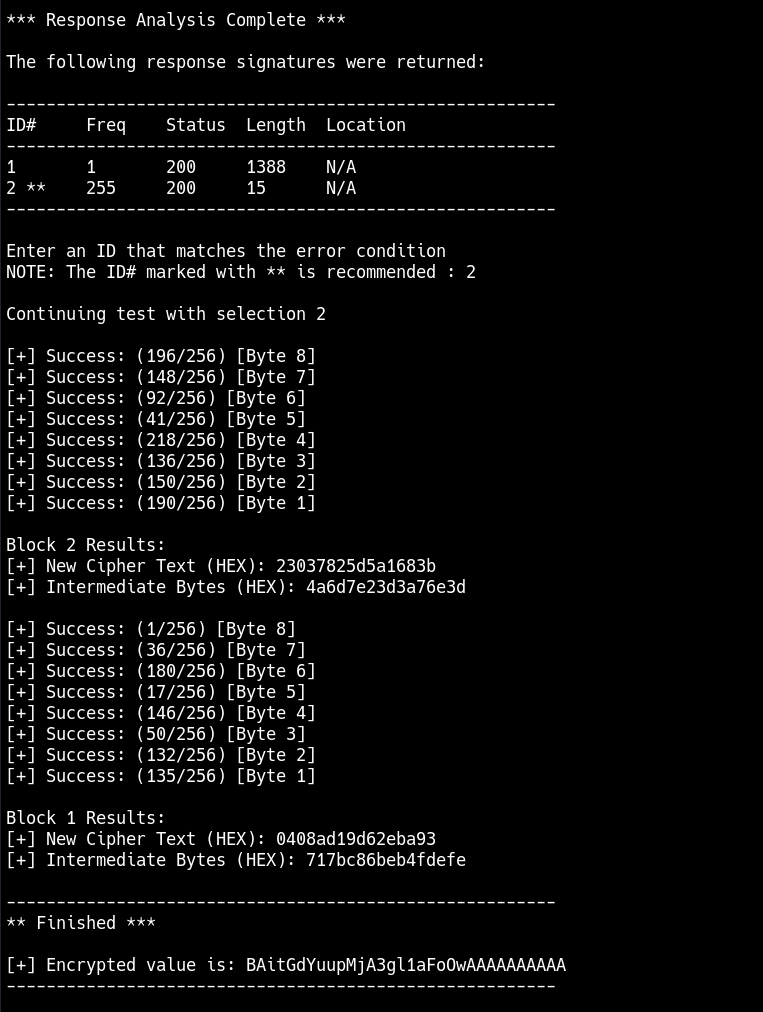 *** Response Analysis Complete ***
The following response signatures were returned:
-------------------------------------------------------
ID#     Freq    Status  Length  Location
-------------------------------------------------------
1       1       200     1388    N/A
2 **    255     200     15      N/A
-------------------------------------------------------
Enter an ID that matches the error condition
NOTE: The ID# marked with ** is recommended : 2
Continuing test with selection 2
[+] Success: (196/256) [Byte 8]
[+] Success: (148/256) [Byte 7]
[+] Success: (92/256) [Byte 6]
[+] Success: (41/256) [Byte 5]
[+] Success: (218/256) [Byte 4]
[+] Success: (136/256) [Byte 3]
[+] Success: (150/256) [Byte 2]
[+] Success: (190/256) [Byte 1]
Block 2 Results:
[+] New Cipher Text (HEX): 23037825d5a1683b
[+] Intermediate Bytes (HEX): 4a6d7e23d3a76e3d
[+] Success: (1/256) [Byte 8]
[+] Success: (36/256) [Byte 7]
[+] Success: (180/256) [Byte 6]
[+] Success: (17/256) [Byte 5]
[+] Success: (146/256) [Byte 4]
[+] Success: (50/256) [Byte 3]
[+] Success: (132/256) [Byte 2]
[+] Success: (135/256) [Byte 1]
Block 1 Results:
[+] New Cipher Text (HEX): 0408ad19d62eba93
[+] Intermediate Bytes (HEX): 717bc86beb4fdefe
-------------------------------------------------------
** Finished ***
[+] Encrypted value is: BAitGdYuupMjA3gl1aFoOwAAAAAAAAAA
-------------------------------------------------------